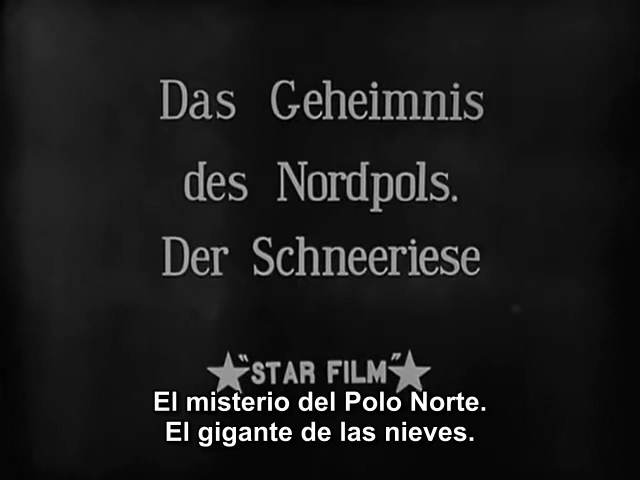 Das Geheimnis
des Nordpols.
Der Schneeriese
"STAR FILM"
El misterio del Polo Norte.
El gigante de las nieves.